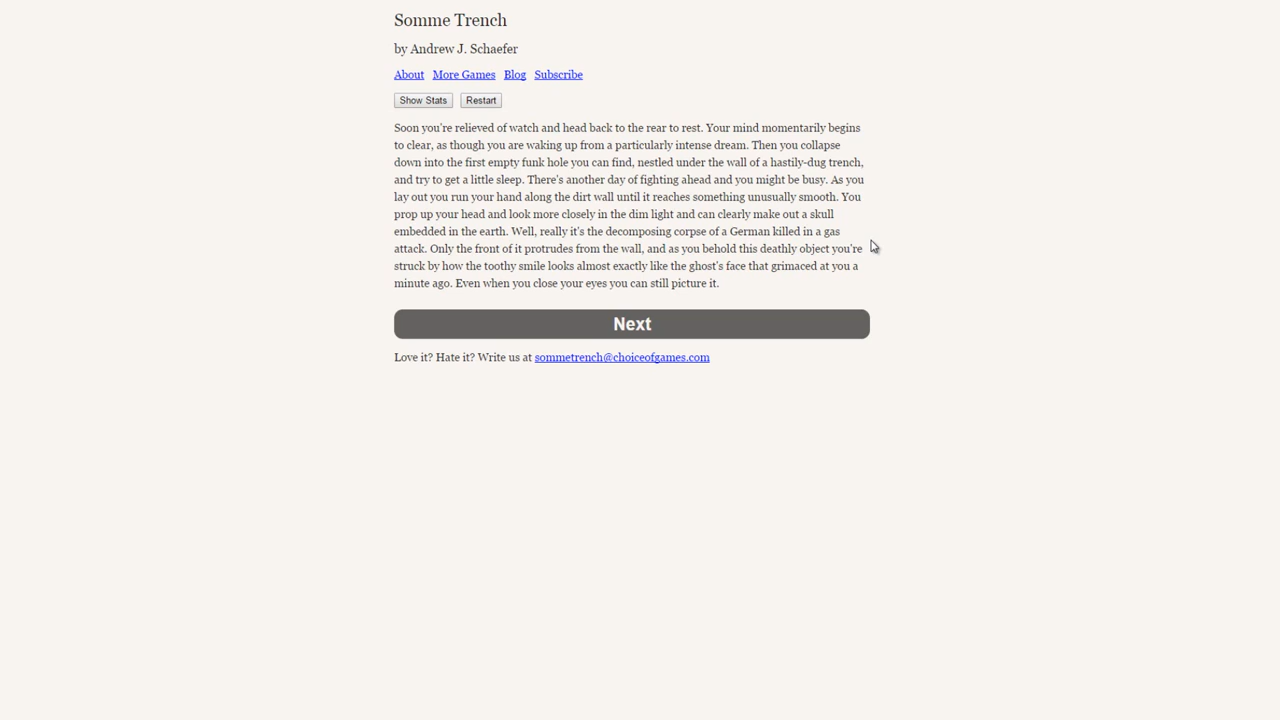 Somme Trench
by Andrew J. Schaefer
About More Games Blog Subscribe
Show Stats Restart
Soon you're relieved of watch and head back to the rear to rest. Your mind momentarily begins
to clear, as though you are waking up from a particularly intense dream. Then you collapse
down into the first empty funk hole you can find, nestled under the wall of a hastily-dug trench,
and try to get a little sleep. There's another day of fighting ahead and you might be busy. As you
lay out you run your hand along the dirt wall until it reaches something unusually smooth. You
prop up your head and look more closely in the dim light and can clearly make out a skull
embedded in the earth. Well, really it's the decomposing corpse of a German killed in a gas
attack. Only the front of it protrudes from the wall, and as you behold this deathly object you're
struck by how the toothy smile looks almost exactly like the ghost's face that grimaced at you a
minute ago. Even when you close your eyes you can still picture it.
Next
Love it? Hate it? Write us at sommetrench@choiceofgames.com